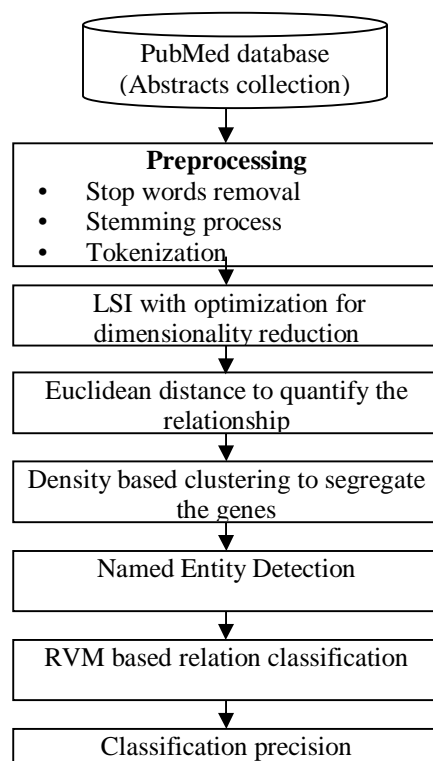 PubMed database
(Abstracts collection)
Preprocessing
• Stop words removal
• Stemming process
• Tokenization
LSI with optimization for
dimensionality reduction
Euclidean distance to quantify the
relationship
Density based clustering to segregate
the genes
Named Entity Detection
RVM based relation classification
Classification precision